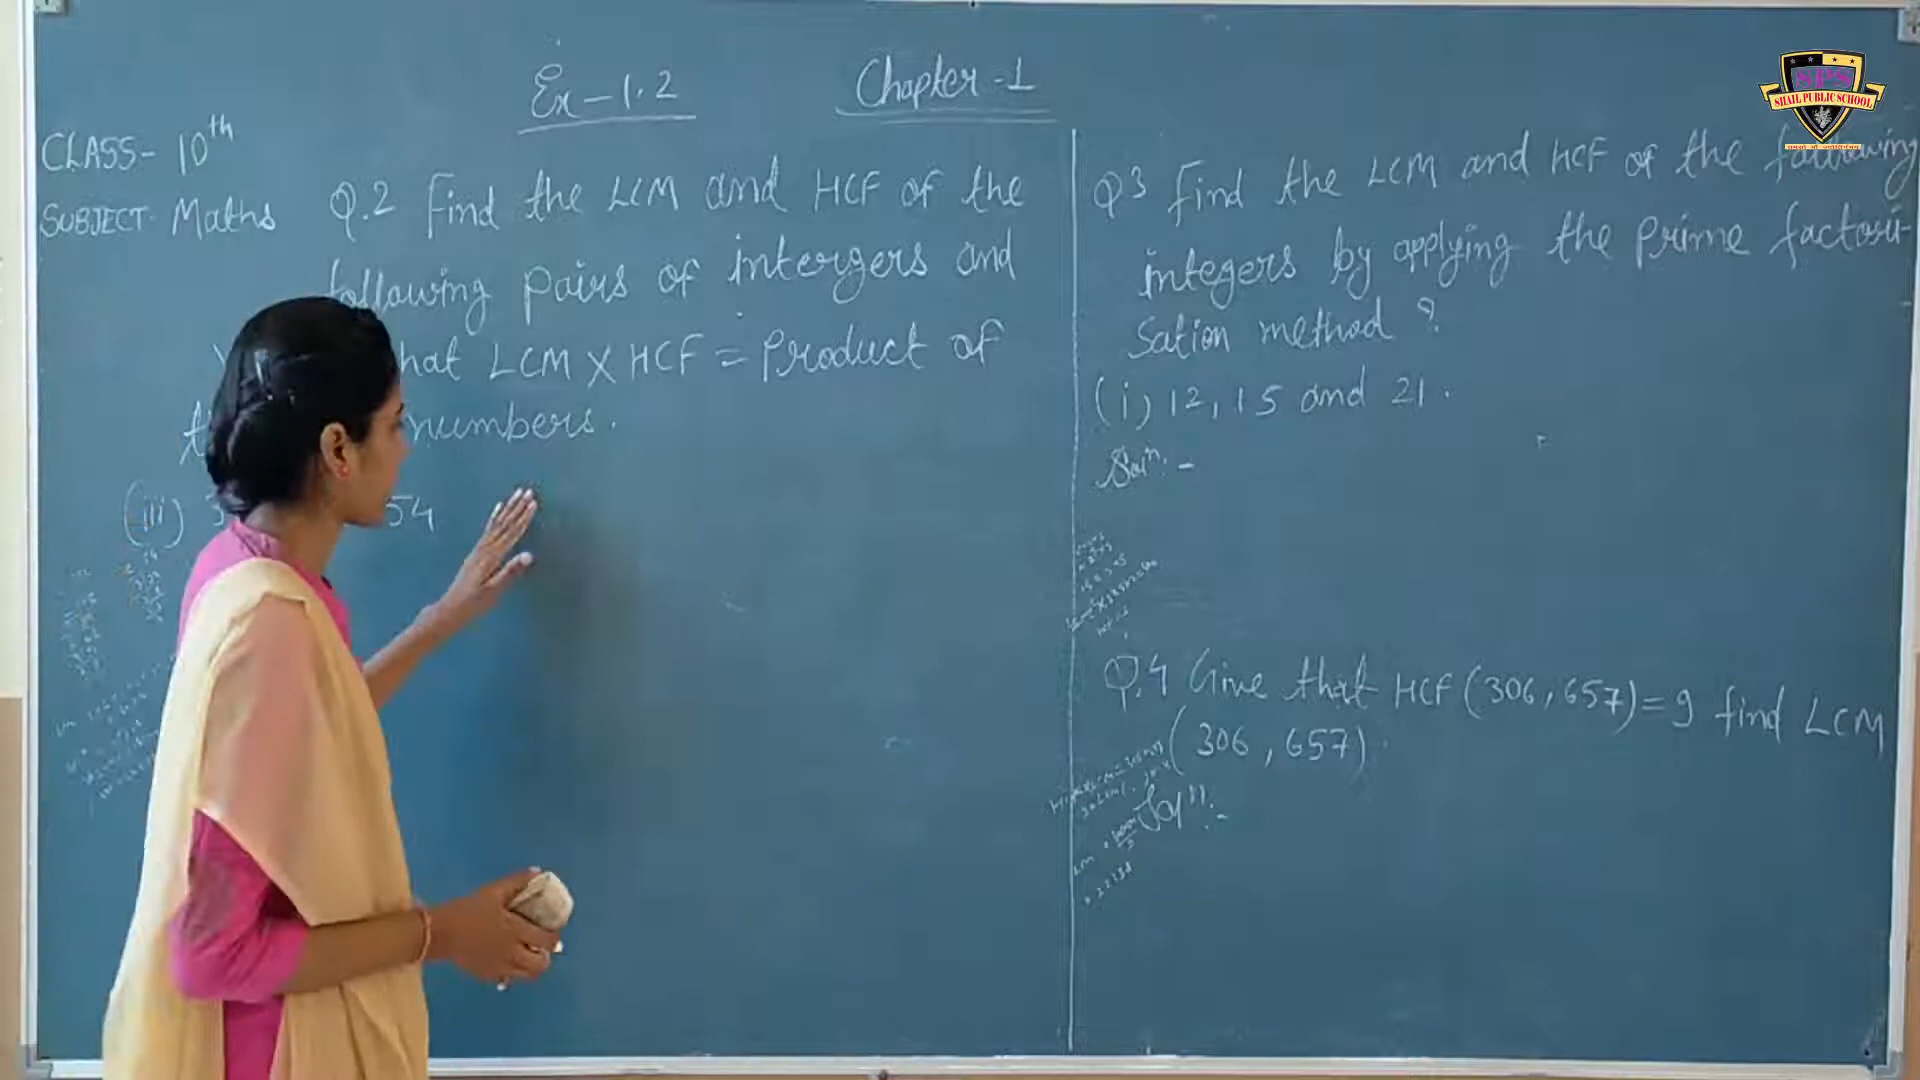 Ex-1.2
Chapter-1
CLASS- 10th
SUBJECT- Maths
Q.2 Find the LCM and HCF of the
following pairs of intergers and
hat LCM X HCF = Product of
numbers.
(iii) 3 54
Q3 find the LCM and HCF of the following
integers by applying the prime factori-
sation method ?
(i) 12, 15 and 21.
Soln. -
Q.4 Give that HCF (306, 657) = 9 find LCM
(306, 657).
Soln. -
SPS
SHAIL PUBLIC SCHOOL